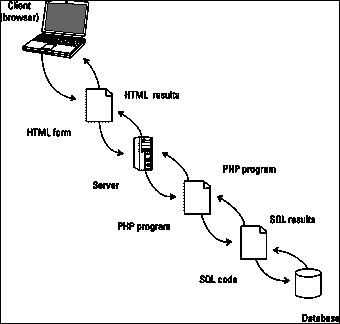 Client
(browser)
HTML results
HTML form
PHP program
Server
SQL results
PHP program
SQL code
Database